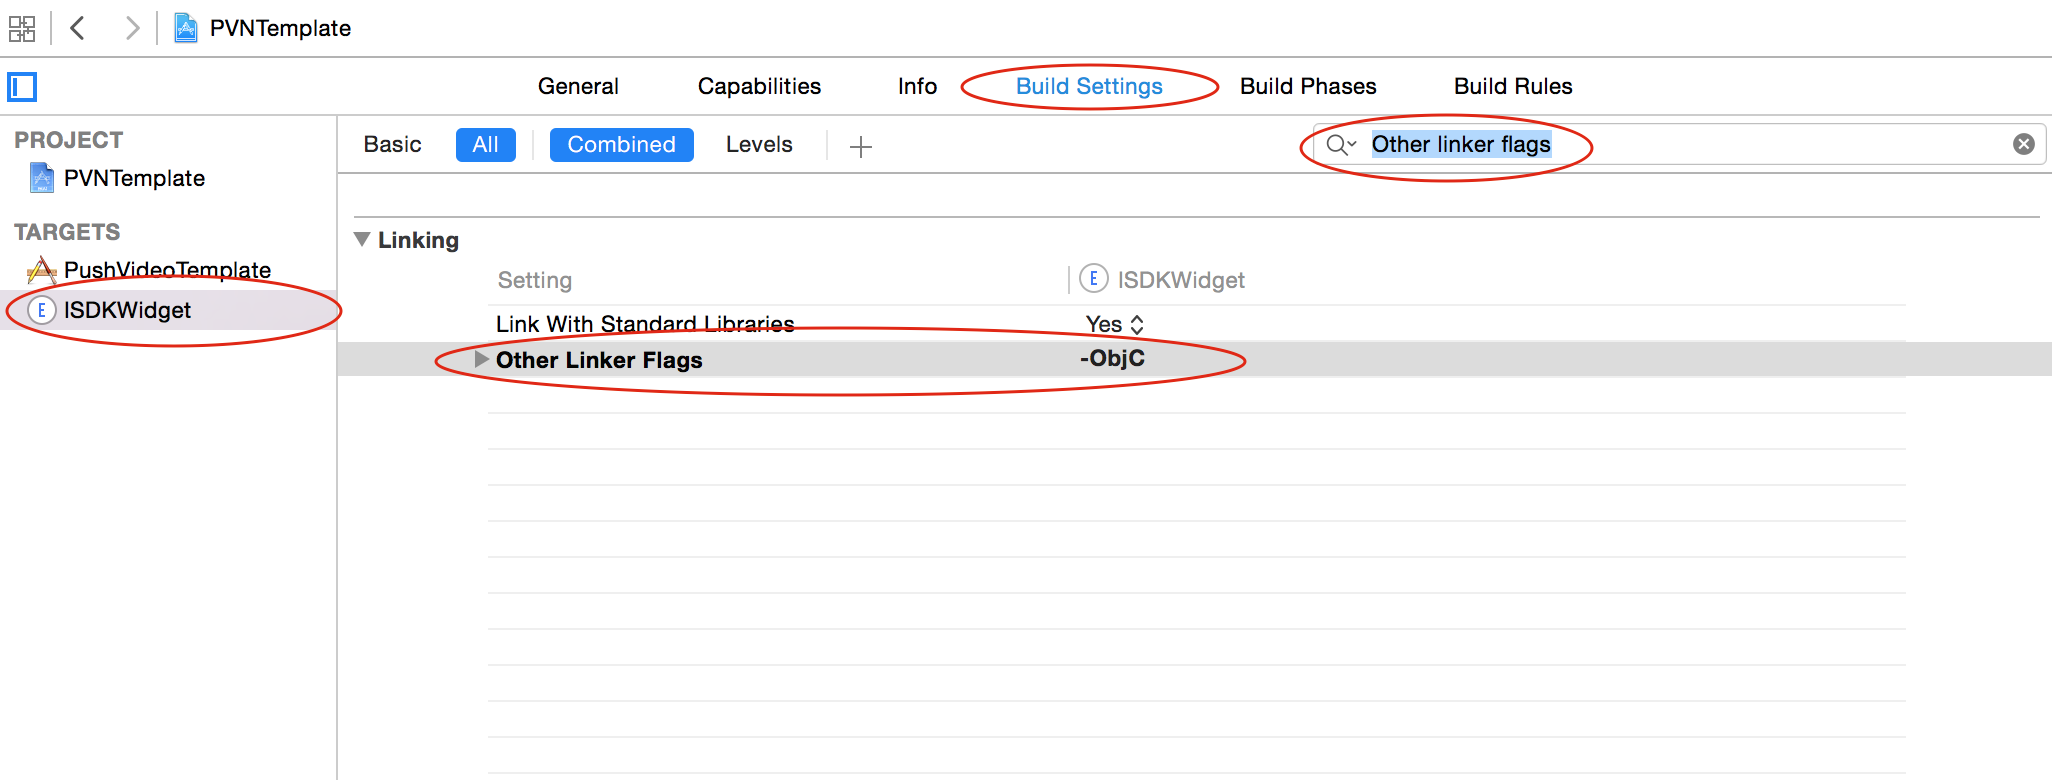 PVNTemplate
General Capabilities Info Build Settings Build Phases Build Rules
PROJECT
PVNTemplate
TARGETS
PushVideoTemplate
E ISDKWidget
Basic All Combined Levels
Other linker flags
Linking
Setting E ISDKWidget
Link With Standard Libraries Yes
Other Linker Flags -ObjC